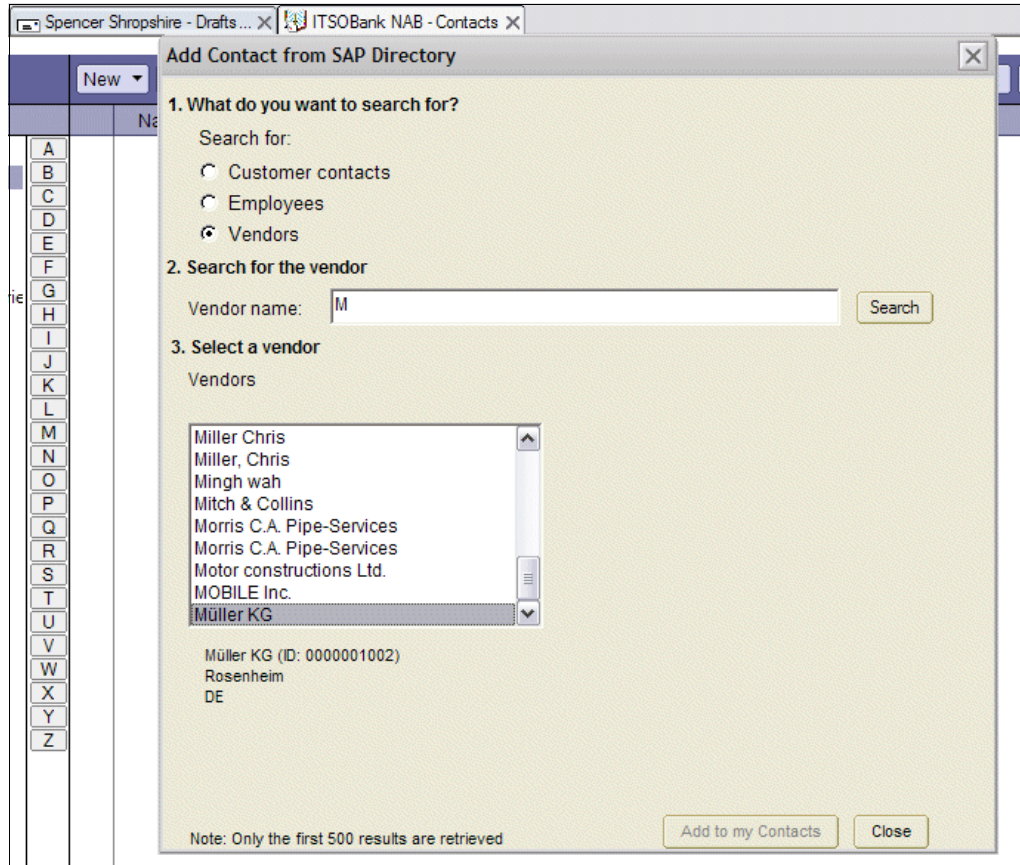 Spencer Shropshire - Drafts ... ITSOBank NAB - Contacts
Add Contact from SAP Directory
New
1. What do you want to search for?
Na
Search for:
A
B
C
D
E
F
G
H
I
J
K
L
M
N
O
P
Q
R
S
T
U
V
W
X
Y
Z
rie
Customer contacts
Employees
Vendors
2. Search for the vendor
Vendor name: M Search
3. Select a vendor
Vendors
Miller Chris
Miller, Chris
Mingh wah
Mitch & Collins
Morris C.A. Pipe-Services
Morris C.A. Pipe-Services
Motor constructions Ltd.
MOBILE Inc.
Müller KG
Müller KG (ID: 0000001002)
Rosenheim
DE
Note: Only the first 500 results are retrieved Add to my Contacts Close